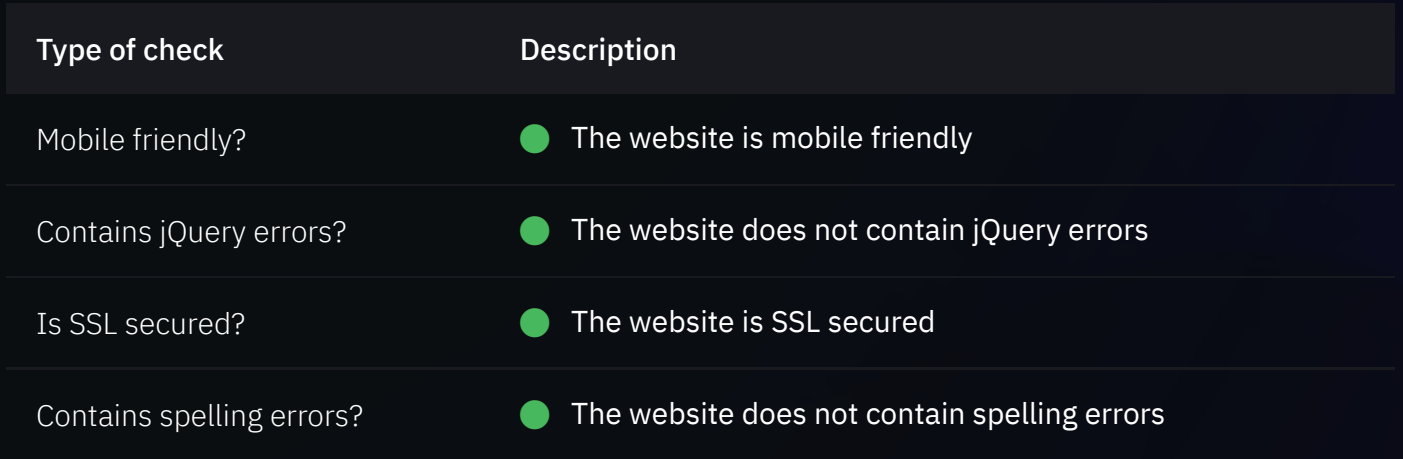 Type of check Description
Mobile friendly? The website is mobile friendly
Contains jQuery errors? The website does not contain jQuery errors
Is SSL secured? The website is SSL secured
Contains spelling errors? The website does not contain spelling errors